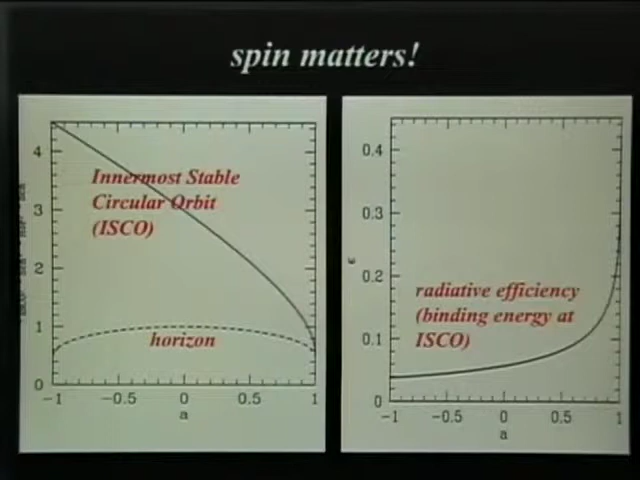 spin matters!
4
3
2
1
0
Innermost Stable
Circular Orbit
(ISCO)
horizon
−1
−0.5
0
0.5
1
a
0.4
0.3
0.2
0.1
0
ε
radiative efficiency
(binding energy at
ISCO)
−1
−0.5
0
0.5
1
a